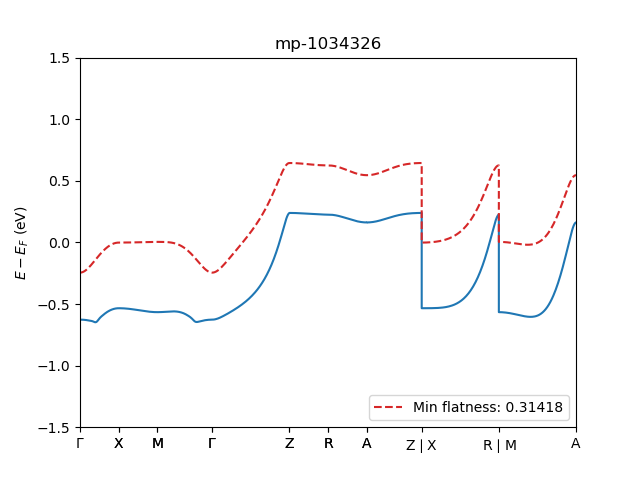 mp-1034326
1.5
1.0
0.5
0.0
−0.5
−1.0
−1.5
E − E_F (eV)
Min flatness: 0.31418
Γ X M Γ Z R A Z | X R | M A